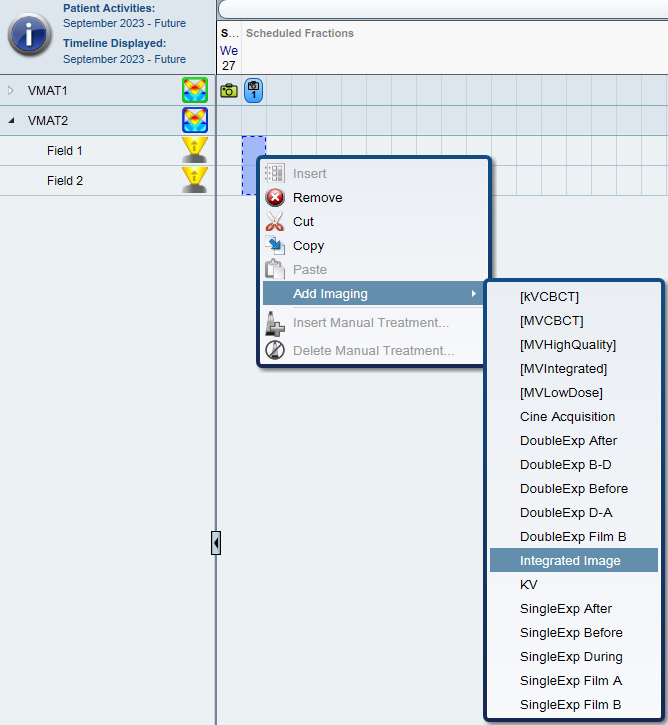 Patient Activities:
September 2023 - Future
Timeline Displayed:
September 2023 - Future
S... Scheduled Fractions
We
27
VMAT1
1
VMAT2
Field 1
Field 2
Insert
Remove
Cut
Copy
Paste
Add Imaging
Insert Manual Treatment...
Delete Manual Treatment...
[kVCBCT]
[MVCBCT]
[MVHighQuality]
[MVIntegrated]
[MVLowDose]
Cine Acquisition
DoubleExp After
DoubleExp B-D
DoubleExp Before
DoubleExp D-A
DoubleExp Film B
Integrated Image
KV
SingleExp After
SingleExp Before
SingleExp During
SingleExp Film A
SingleExp Film B